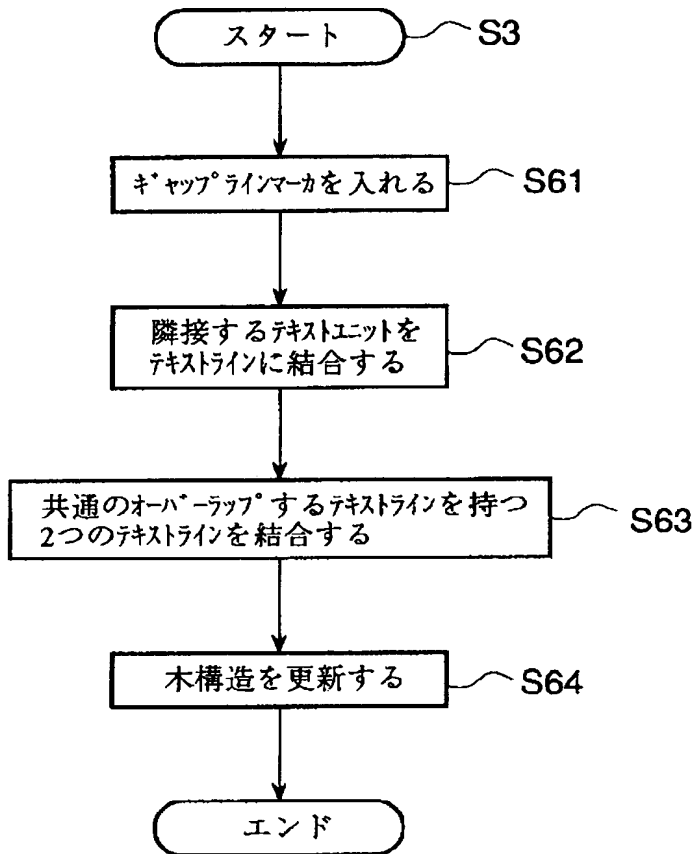 スタート
S3
ギャップラインマーカを入れる
S61
隣接するテキストユニットを
テキストラインに結合する
S62
共通のオーバーラップするテキストラインを持つ
2つのテキストラインを結合する
S63
木構造を更新する
S64
エンド